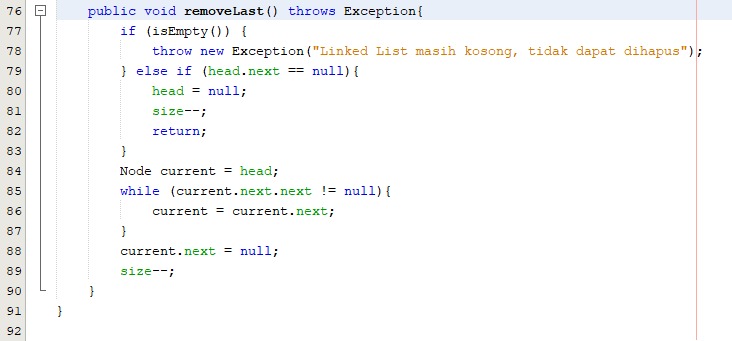 76 public void removeLast() throws Exception{
77 if (isEmpty()) {
78 throw new Exception("Linked List masih kosong, tidak dapat dihapus");
79 } else if (head.next == null){
80 head = null;
81 size--;
82 return;
83 }
84 Node current = head;
85 while (current.next.next != null){
86 current = current.next;
87 }
88 current.next = null;
89 size--;
90 }
91 }
92